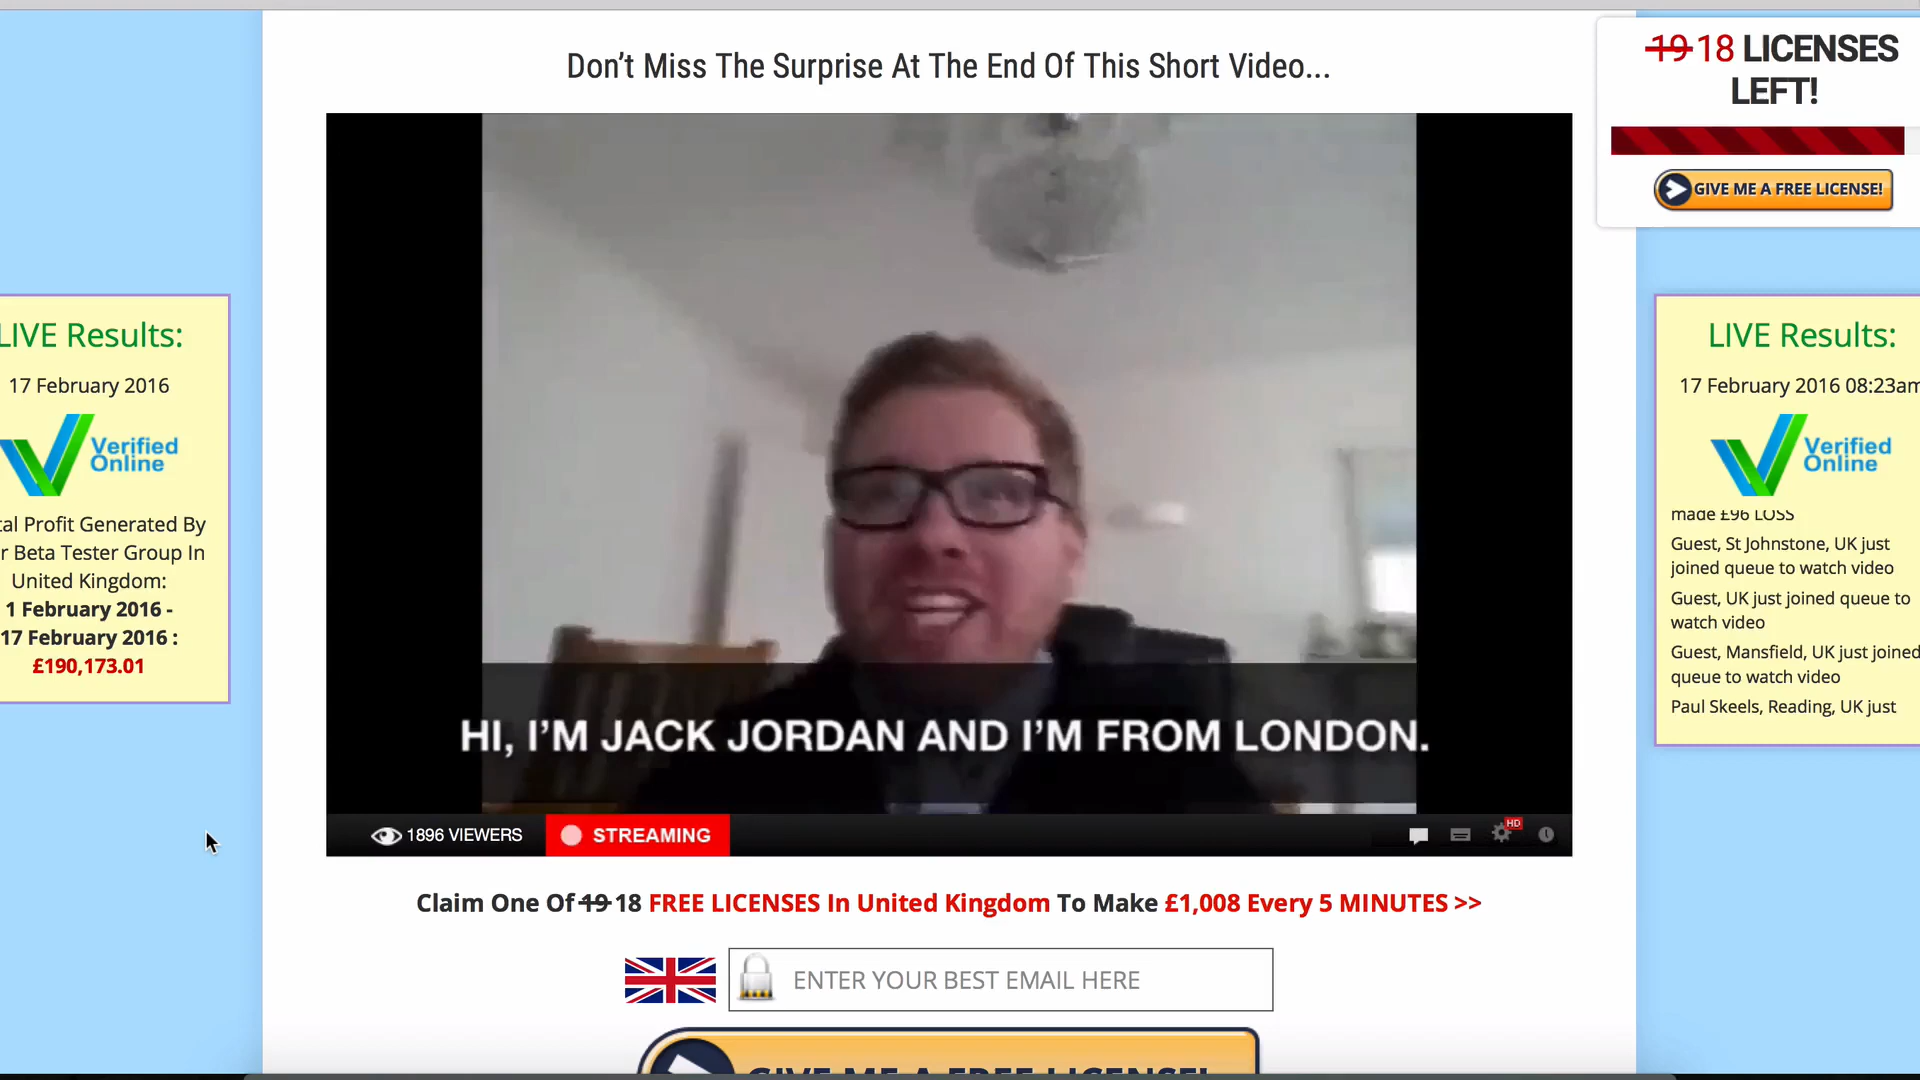 Don't Miss The Surprise At The End Of This Short Video...
19 18 LICENSES
LEFT!
GIVE ME A FREE LICENSE!
LIVE Results:
17 February 2016
Verified
Online
tal Profit Generated By
r Beta Tester Group In
United Kingdom:
1 February 2016 -
17 February 2016 :
£190,173.01
HI, I'M JACK JORDAN AND I'M FROM LONDON.
1896 VIEWERS
STREAMING
HD
LIVE Results:
17 February 2016 08:23am
Verified
Online
made £96 LOSS
Guest, St Johnstone, UK just
joined queue to watch video
Guest, UK just joined queue to
watch video
Guest, Mansfield, UK just joined
queue to watch video
Paul Skeels, Reading, UK just
Claim One Of 19 18 FREE LICENSES In United Kingdom To Make £1,008 Every 5 MINUTES >>
ENTER YOUR BEST EMAIL HERE
GIVE ME A FREE LICENSE!